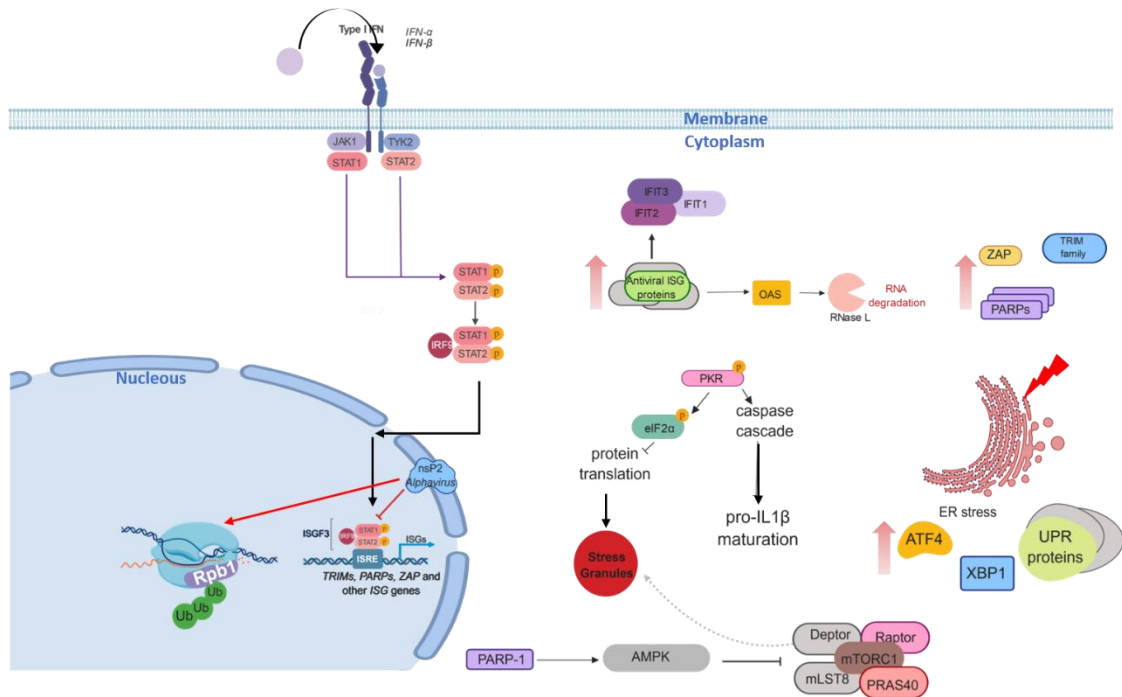 Type I IFN
IFN-α
IFN-β
Membrane
Cytoplasm
JAK1
TYK2
STAT1
STAT2
IFIT3
IFIT2
IFIT1
STAT1
P
STAT2
P
Antiviral ISG
proteins
OAS
RNase L
RNA
degradation
ZAP
TRIM
family
PARPs
IRF9
STAT1
P
STAT2
P
Nucleous
PKR
P
eIF2α
P
caspase
cascade
protein
translation
pro-IL1β
maturation
Stress
Granules
ER stress
ATF4
XBP1
UPR
proteins
nsP2
Alphavirus
ISGF3
IRF9
STAT1
P
STAT2
P
ISGs
ISRE
TRIMs, PARPs, ZAP and
other ISG genes
Rpb1
Ub
Ub
Ub
PARP-1
AMPK
Deptor
Raptor
mTORC1
mLST8
PRAS40